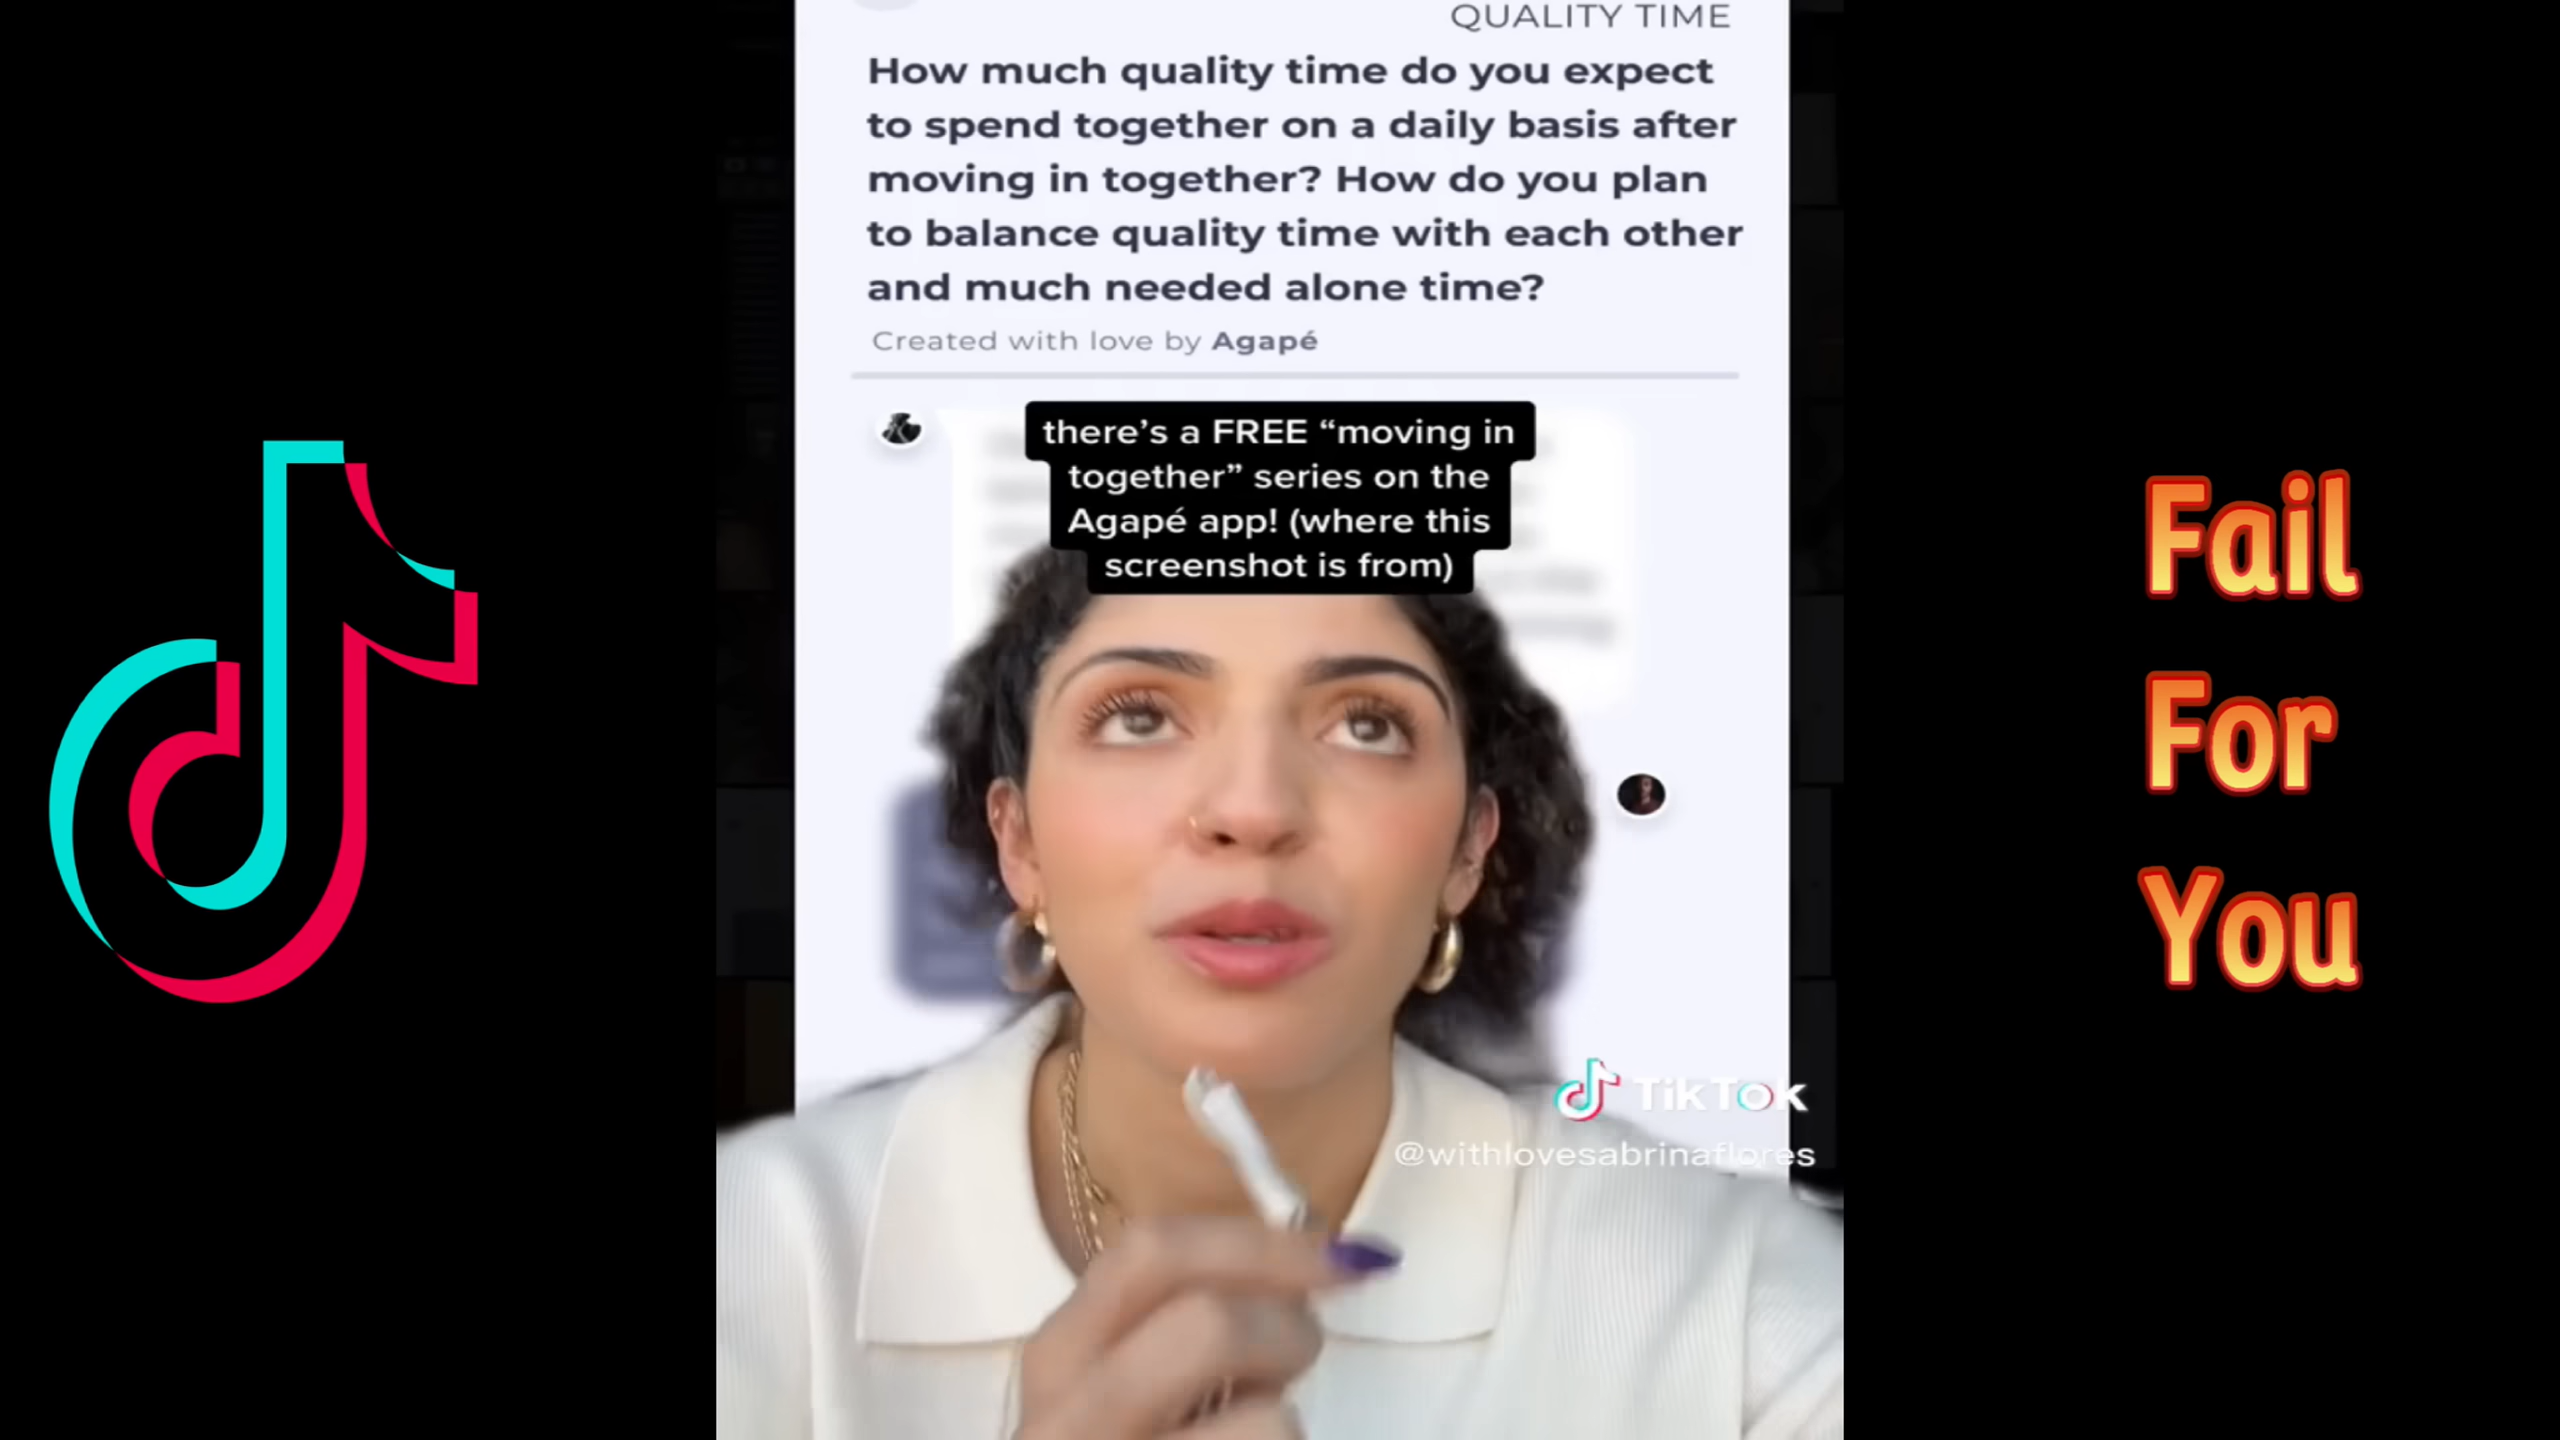 QUALITY TIME
How much quality time do you expect
to spend together on a daily basis after
moving in together? How do you plan
to balance quality time with each other
and much needed alone time?
Created with love by Agapé
there's a FREE “moving in
together” series on the
Agapé app! (where this
screenshot is from)
Fail
For
You
TikTok
@withlovesabrinaflores